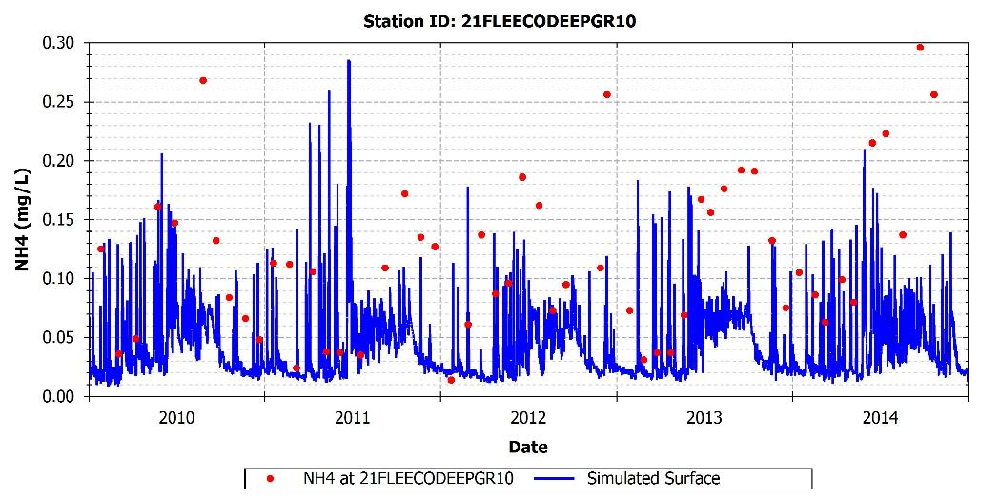 Station ID: 21FLEECODEEPGR10
0.30
0.25
0.20
0.15
0.10
0.05
0.00
NH4 (mg/L)
2010 2011 2012 2013 2014
Date
NH4 at 21FLEECODEEPGR10 Simulated Surface